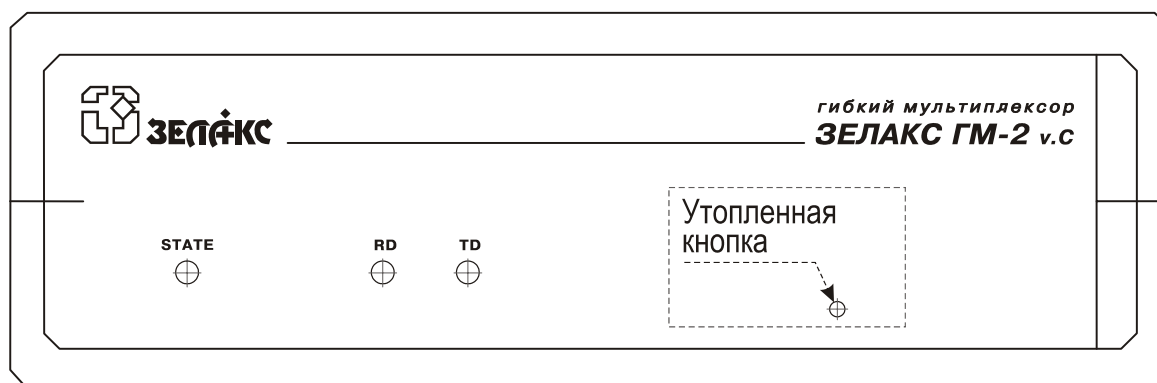 ЗЕЛАКС
гибкий мультиплексор
ЗЕЛАКС ГМ-2 v.C
Утопленная
кнопка
STATE
RD
TD